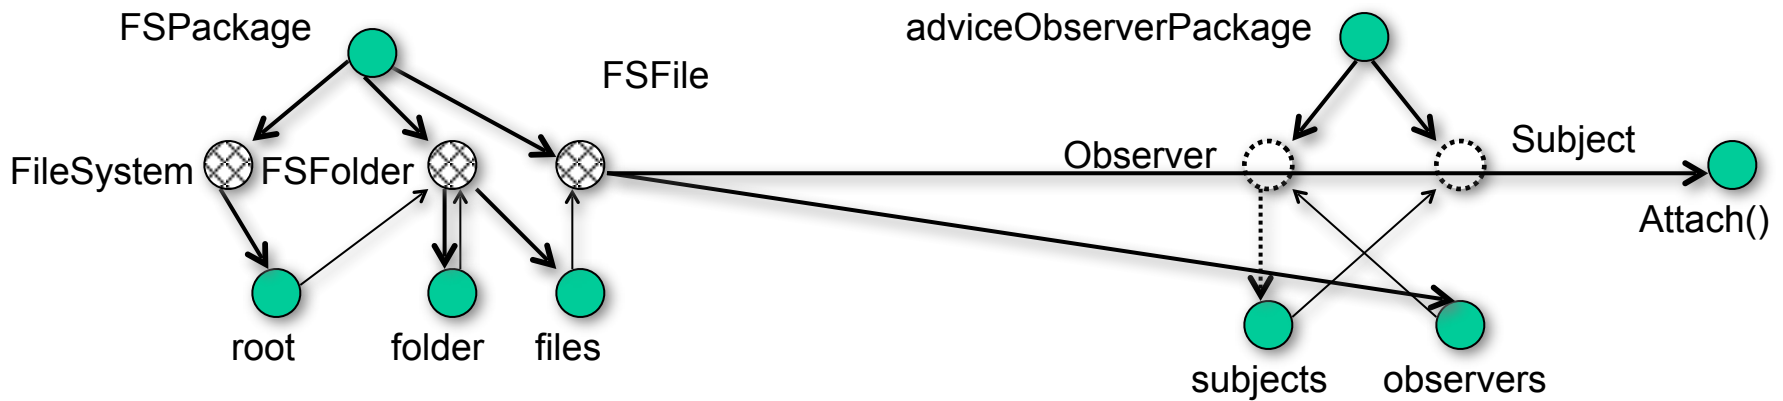 FSPackage
adviceObserverPackage
FSFile
Observer
Subject
FileSystem
FSFolder
Attach()
root
folder
files
subjects
observers